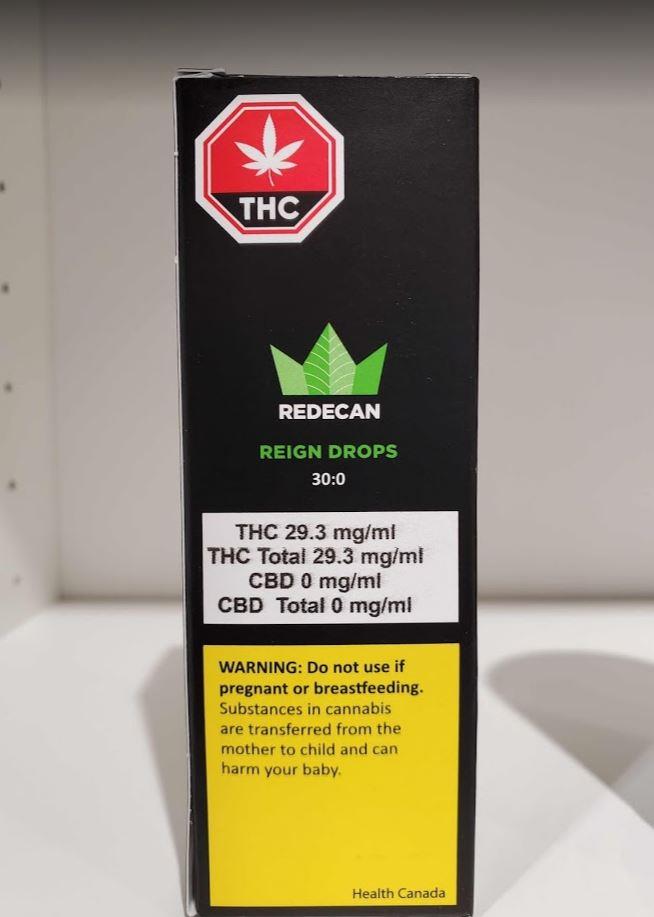 THC
REDECAN
REIGN DROPS
30:0
THC 29.3 mg/ml
THC Total 29.3 mg/ml
CBD 0 mg/ml
CBD Total 0 mg/ml
WARNING: Do not use if
pregnant or breastfeeding.
Substances in cannabis
are transferred from the
mother to child and can
harm your baby.
Health Canada